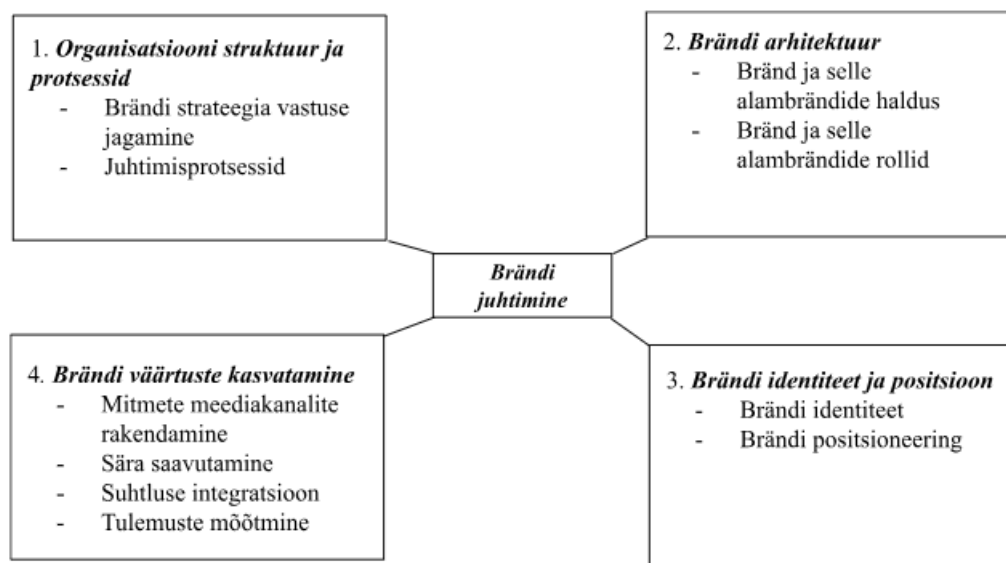 1. Organisatsiooni struktuur ja
protsessid
- Brändi strateegia vastuse
jagamine
- Juhtimisprotsessid
2. Brändi arhitektuur
- Bränd ja selle
alambrändide haldus
- Bränd ja selle
alambrändide rollid
Brändi
juhtimine
4. Brändi väärtuste kasvatamine
- Mitmete meediakanalite
rakendamine
- Sära saavutamine
- Suhtluse integratsioon
- Tulemuste mõõtmine
3. Brändi identiteet ja positsioon
- Brändi identiteet
- Brändi positsioneering